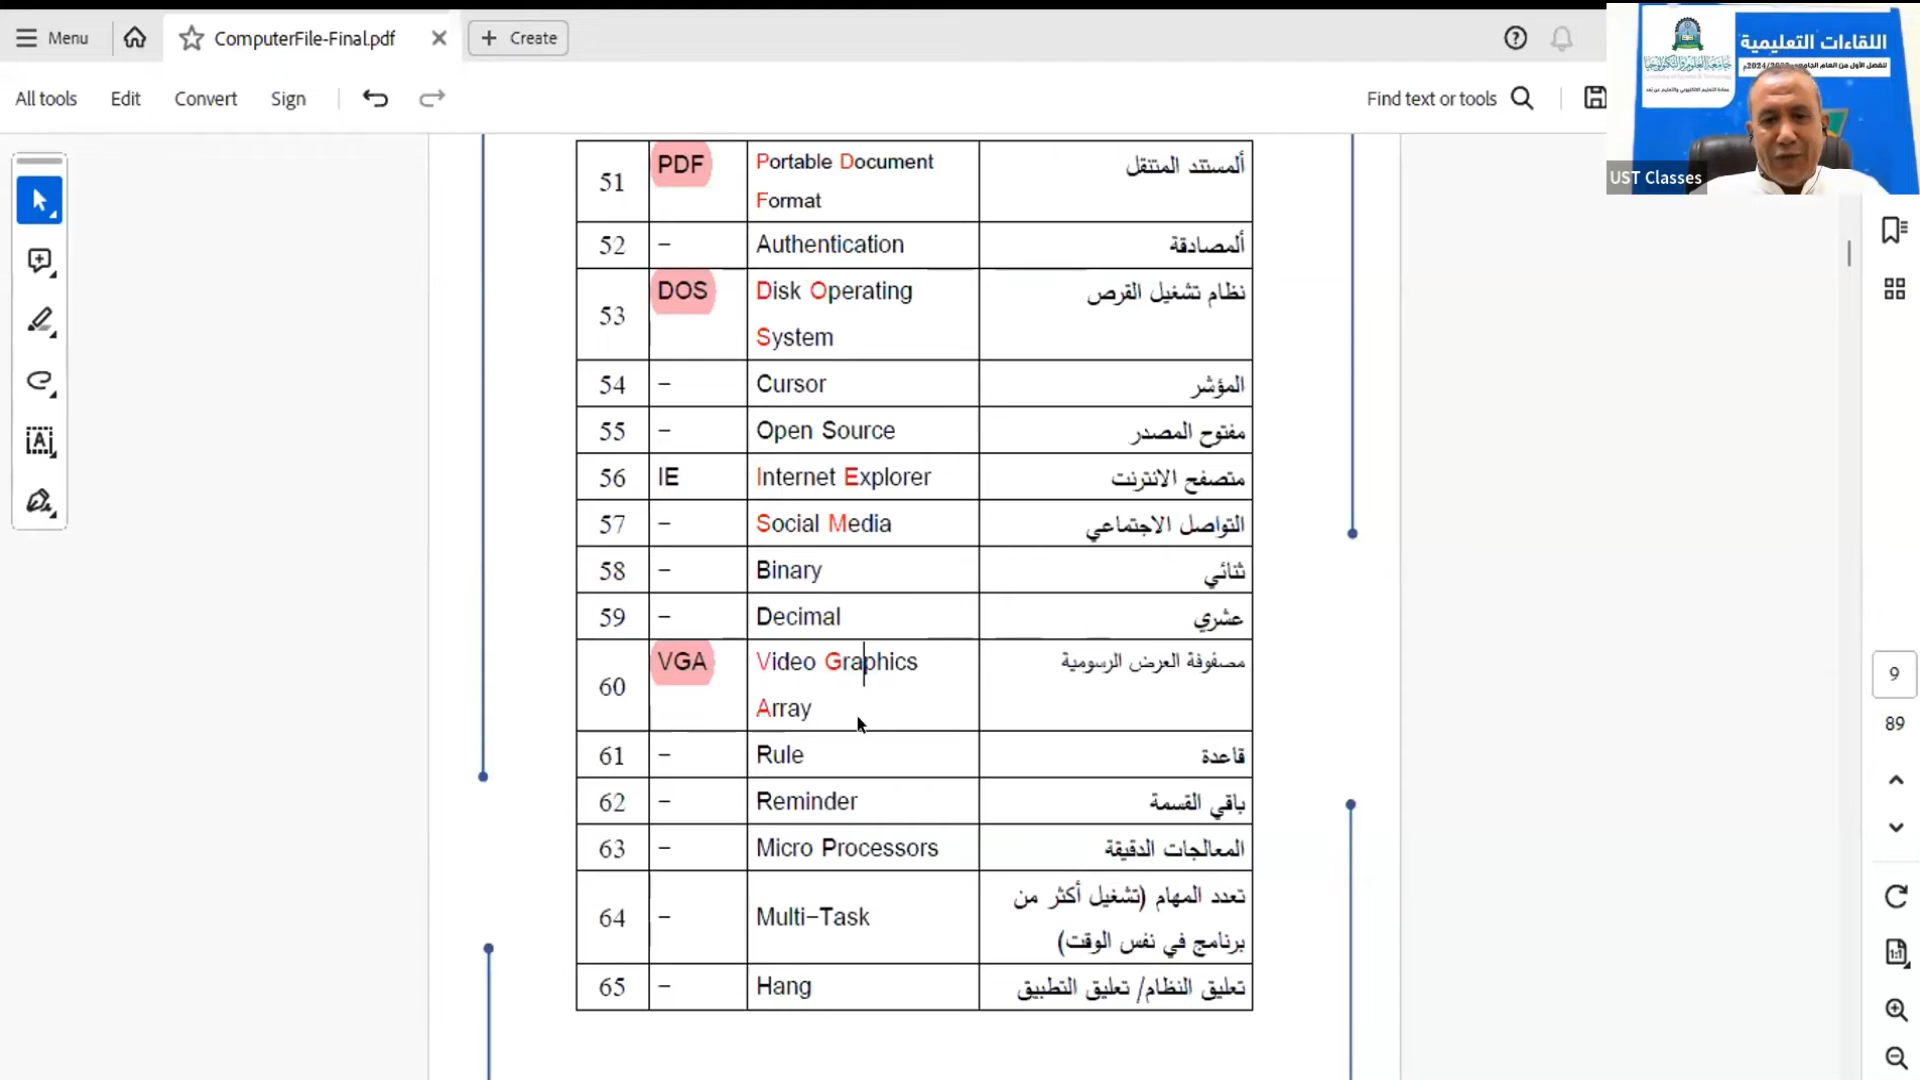 Menu
ComputerFile-Final.pdf
Create
All tools
Edit
Convert
Sign
Find text or tools
اللقاءات التعليمية
UST Classes
51 PDF Portable Document Format ألمستند المتنقل
52 - Authentication ألمصادقة
53 DOS Disk Operating System نظام تشغيل القرص
54 - Cursor المؤشر
55 - Open Source مفتوح المصدر
56 IE Internet Explorer متصفح الانترنت
57 - Social Media التواصل الاجتماعي
58 - Binary ثنائي
59 - Decimal عشري
60 VGA Video Graphics Array مصفوفة العرض الرسومية
61 - Rule قاعدة
62 - Reminder باقي القسمة
63 - Micro Processors المعالجات الدقيقة
64 - Multi-Task تعدد المهام (تشغيل أكثر من برنامج في نفس الوقت)
65 - Hang تعليق النظام/ تعليق التطبيق
9
89